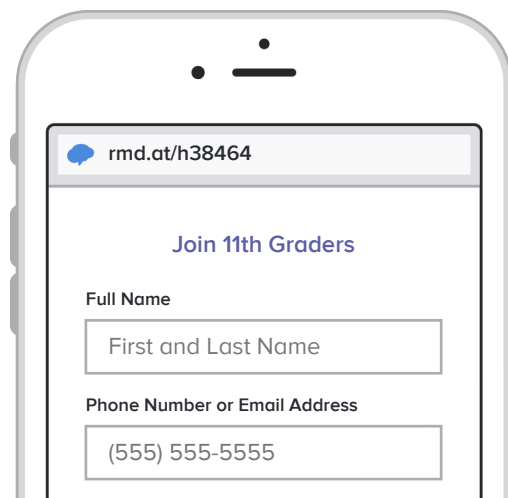 rmd.at/h38464
Join 11th Graders
Full Name
First and Last Name
Phone Number or Email Address
(555) 555-5555